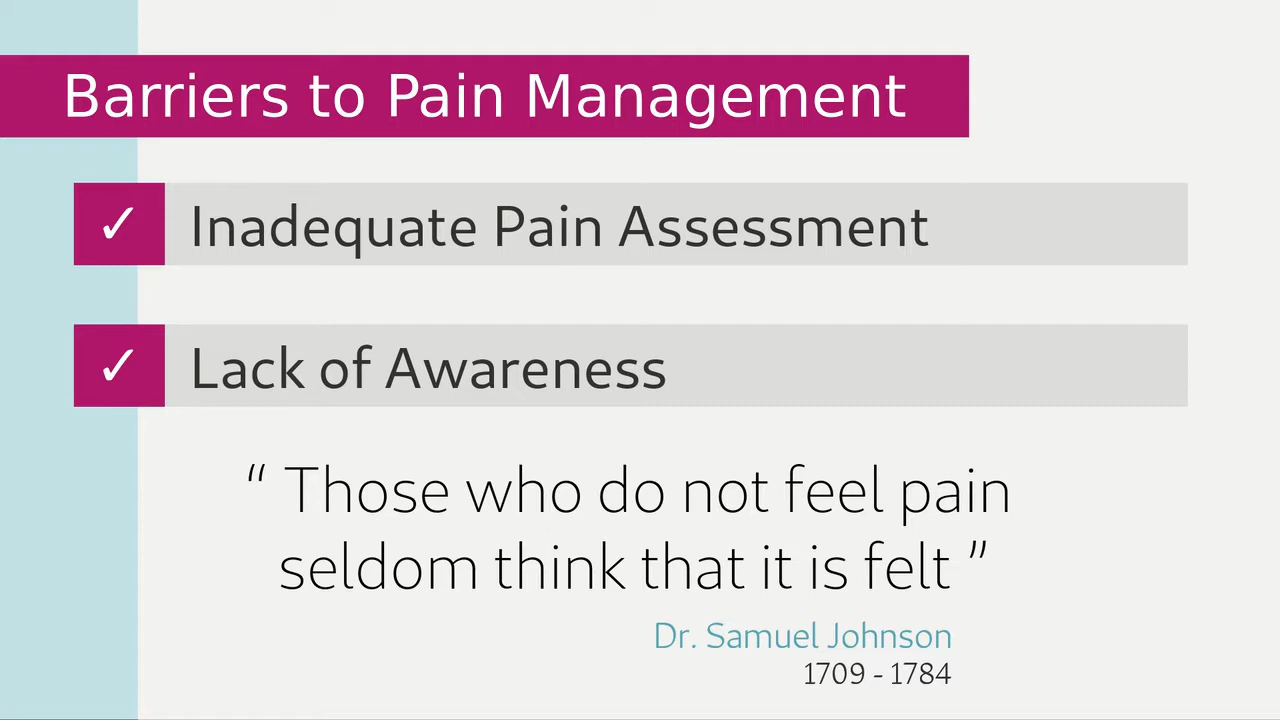 Barriers to Pain Management
✓ Inadequate Pain Assessment
✓ Lack of Awareness
“ Those who do not feel pain
seldom think that it is felt ”
Dr. Samuel Johnson
1709 - 1784